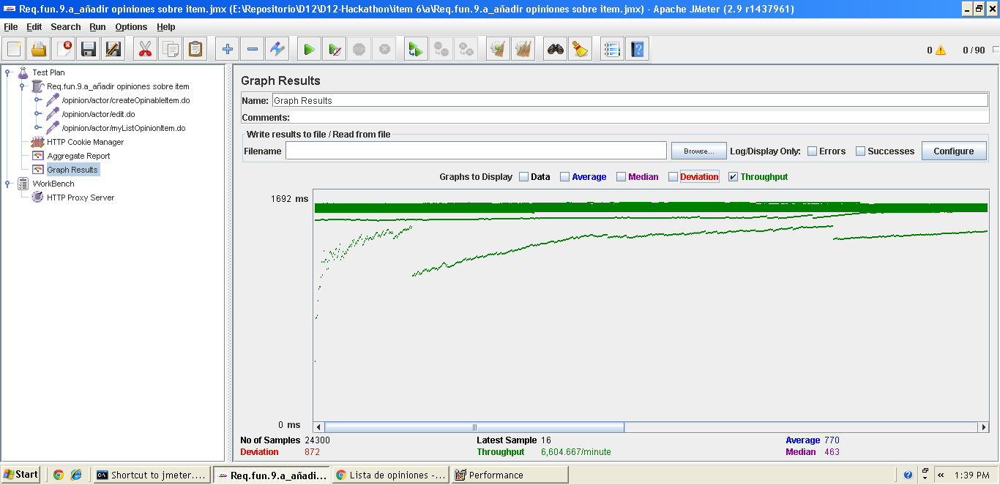 Req.fun.9.a_añadir opiniones sobre item.jmx (E:\Repositorio\D12\D12-Hackathon\item 6\a\Req.fun.9.a_añadir opiniones sobre item.jmx) - Apache JMeter (2.9 r1437961)
File Edit Search Run Options Help
0 0 / 90
Test Plan
Req.fun.9.a_añadir opiniones sobre item
/opinion/actor/createOpinableItem.do
/opinion/actor/edit.do
/opinion/actor/myListOpinionItem.do
HTTP Cookie Manager
Aggregate Report
Graph Results
WorkBench
HTTP Proxy Server
Graph Results
Name: Graph Results
Comments:
Write results to file / Read from file
Filename Browse... Log/Display Only: Errors Successes Configure
Graphs to Display Data Average Median Deviation Throughput
1692 ms
0 ms
No of Samples 24300 Latest Sample 16 Average 770
Deviation 872 Throughput 6,604.667/minute Median 463
Start Shortcut to jmeter.... Req.fun.9.a_añadi... Lista de opiniones -... Performance « 1:39 PM